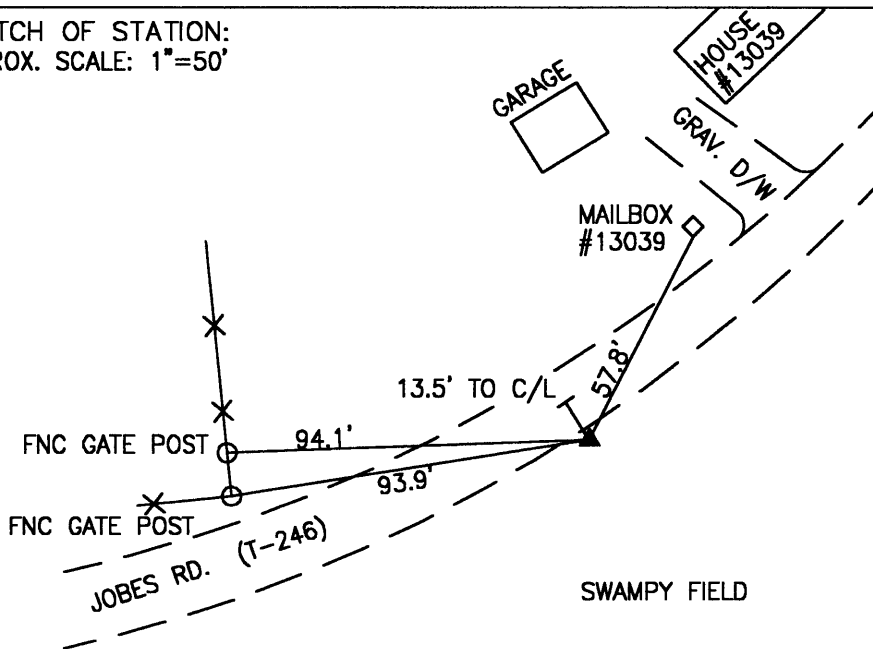 TCH OF STATION:
ROX. SCALE: 1"=50'
HOUSE
#13039
GARAGE
GRAV. D/W
MAILBOX
#13039
57.8'
13.5' TO C/L
FNC GATE POST
94.1'
93.9'
FNC GATE POST
JOBES RD. (T-246)
SWAMPY FIELD